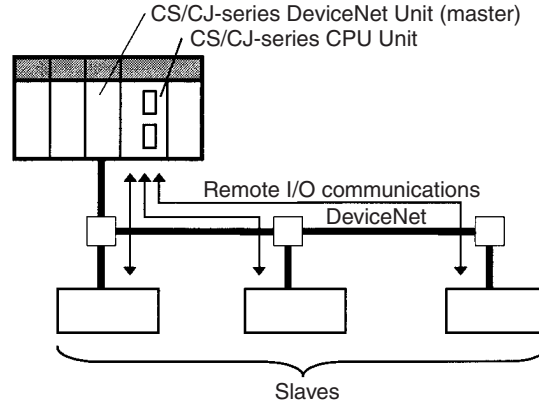 CS/CJ-series DeviceNet Unit (master)
CS/CJ-series CPU Unit
Remote I/O communications
DeviceNet
Slaves